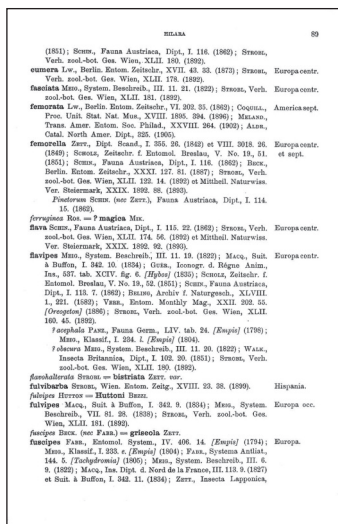 HILARA 89
(1851); SCHIN., Fauna Austriaca, Dipt., I. 116. (1862); STROBL,
Verh. zool.-bot. Ges. Wien, XLII. 180. (1892).
eumera LW., Berlin. Entom. Zeitschr., XVII. 43. 33. (1873); STROBL, Europa centr.
Verh. zool.-bot. Ges. Wien, XLII. 178. (1892).
fasciata MEIG., System. Beschreib., III. 11. 21. (1822); STROBL, Verh. Europa centr.
zool.-bot. Ges. Wien, XLII. 181. (1892).
femorata LW., Berlin. Entom. Zeitschr., VI. 202. 35. (1862); COQUILL., America sept.
Proc. Unit. Stat. Nat. Mus., XVIII. 1895. 394. (1896); MELAND.,
Trans. Amer. Entom. Soc. Philad., XXVIII. 264. (1902); ALDR.,
Catal. North Amer. Dipt., 325. (1905).
femorella ZETT., Dipt. Scand., I. 355. 26. (1842) et VIII. 3018. 26. Europa centr.
(1849); SCHOLZ, Zeitschr. f. Entomol. Breslau, V. No. 19., 51. et sept.
(1851); SCHIN., Fauna Austriaca, Dipt., I. 116. (1862); BECK.,
Berlin. Entom. Zeitschr., XXXI. 127. 81. (1887); STROBL, Verh.
zool.-bot. Ges. Wien, XLII. 122. 14. (1892) et Mittheil. Naturwiss.
Ver. Steiermark, XXIX. 1892. 88. (1893).
Pinetorum SCHIN. (nec ZETT.), Fauna Austriaca, Dipt., I. 114.
15. (1862).
ferruginea ROS. = ? magica MIK.
flava SCHIN., Fauna Austriaca, Dipt., I. 115. 22. (1862); STROBL, Verh. Europa centr.
zool.-bot. Ges. Wien, XLII. 174. 56. (1892) et Mittheil. Naturwiss.
Ver. Steiermark, XXIX. 1892. 92. (1893).
flavipes MEIG., System. Beschreib., III. 11. 19. (1822); MACQ., Suit. Europa centr.
à Buffon, I. 342. 10. (1834); GUÉR., Iconogr. d. Règne Anim.,
Ins., 537. tab. XCIV. fig. 6. [Hybos] (1835); SCHOLZ, Zeitschr. f.
Entomol. Breslau, V. No. 19., 52. (1851); SCHIN., Fauna Austriaca,
Dipt., I. 113. 7. (1862); BELING, Archiv f. Naturgesch., XLVIII.
1., 221. (1882); VERR., Entom. Monthly Mag., XXII. 202. 55.
[Oreogeton] (1886); STROBL, Verh. zool.-bot. Ges. Wien, XLII.
160. 45. (1892).
? acephala PANZ., Fauna Germ., LIV. tab. 24. [Empis] (1798);
MEIG., Klassif., I. 234. l. [Empis] (1804).
? obscura MEIG., System. Beschreib., III. 11. 20. (1822); WALK.,
Insecta Britannica, Dipt., I. 102. 20. (1851); STROBL, Verh.
zool.-bot. Ges. Wien, XLII. 180. (1892).
flavohalterata STROBL = bistriata ZETT. var.
fulvibarba STROBL, Wien. Entom. Zeitg., XVIII. 23. 38. (1899). Hispania.
fulvipes HUTTON = Huttoni BEZZI.
fulvipes MACQ., Suit à Buffon, I. 342. 9. (1834); MEIG., System. Europa occ.
Beschreib., VII. 81. 28. (1838); STROBL, Verh. zool.-bot. Ges.
Wien, XLII. 181. (1892).
fuscipes BECK. (nec FABR.) = griseola ZETT.
fuscipes FABR., Entomol. System., IV. 406. 14. [Empis] (1794); Europa.
MEIG., Klassif., I. 233. e. [Empis] (1804); FABR., Systema Antliat.,
144. 5. [Tachydromia] (1805); MEIG., System. Beschreib., III. 6.
9. (1822); MACQ., Ins. Dipt. d. Nord de la France, III. 113. 9. (1827)
et Suit. à Buffon, I. 342. 11. (1834); ZETT., Insecta Lapponica,